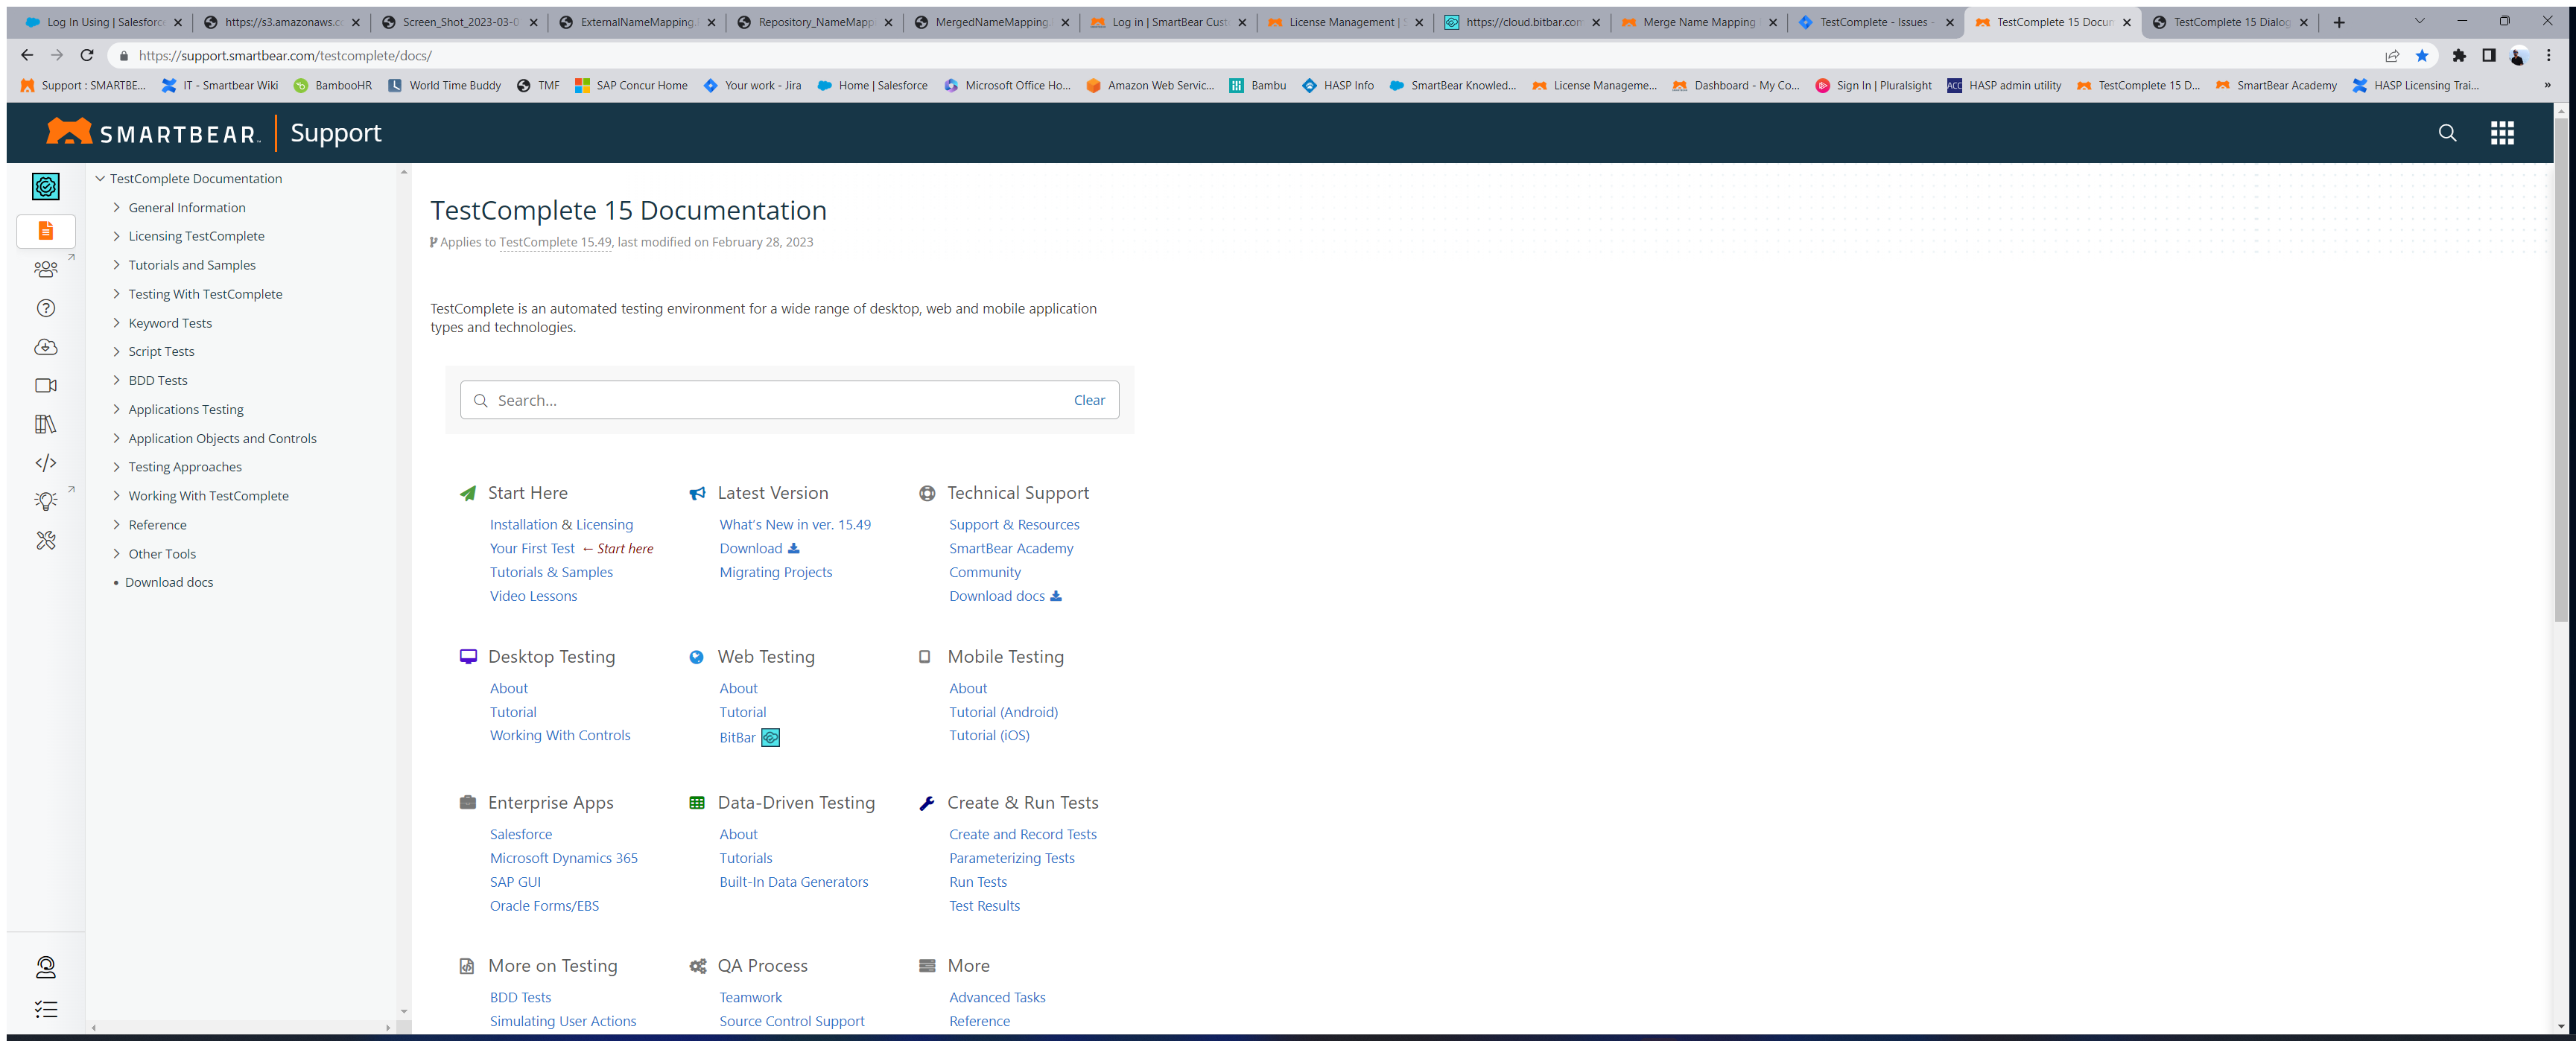 Log In Using | Salesforc
https://s3.amazonaws.c
Screen_Shot_2023-03-0
ExternalNameMapping.
Repository_NameMapp
MergedNameMapping.
Log in | SmartBear Cust
License Management | S
https://cloud.bitbar.com
Merge Name Mapping
TestComplete - Issues -
TestComplete 15 Docum
TestComplete 15 Dialog
https://support.smartbear.com/testcomplete/docs/
Support : SMARTBE...
IT - Smartbear Wiki
BambooHR
World Time Buddy
TMF
SAP Concur Home
Your work - Jira
Home | Salesforce
Microsoft Office Ho...
Amazon Web Servic...
Bambu
HASP Info
SmartBear Knowled...
License Manageme...
Dashboard - My Co...
Sign In | Pluralsight
ACC HASP admin utility
TestComplete 15 D...
SmartBear Academy
HASP Licensing Trai...
»
SMARTBEAR Support
TestComplete Documentation
General Information
Licensing TestComplete
Tutorials and Samples
Testing With TestComplete
Keyword Tests
Script Tests
BDD Tests
Applications Testing
Application Objects and Controls
Testing Approaches
Working With TestComplete
Reference
Other Tools
• Download docs
TestComplete 15 Documentation
Applies to TestComplete 15.49, last modified on February 28, 2023
TestComplete is an automated testing environment for a wide range of desktop, web and mobile application
types and technologies.
Search...
Clear
Start Here
Installation & Licensing
Your First Test ← Start here
Tutorials & Samples
Video Lessons
Latest Version
What's New in ver. 15.49
Download
Migrating Projects
Technical Support
Support & Resources
SmartBear Academy
Community
Download docs
Desktop Testing
About
Tutorial
Working With Controls
Web Testing
About
Tutorial
BitBar
Mobile Testing
About
Tutorial (Android)
Tutorial (iOS)
Enterprise Apps
Salesforce
Microsoft Dynamics 365
SAP GUI
Oracle Forms/EBS
Data-Driven Testing
About
Tutorials
Built-In Data Generators
Create & Run Tests
Create and Record Tests
Parameterizing Tests
Run Tests
Test Results
More on Testing
BDD Tests
Simulating User Actions
QA Process
Teamwork
Source Control Support
More
Advanced Tasks
Reference